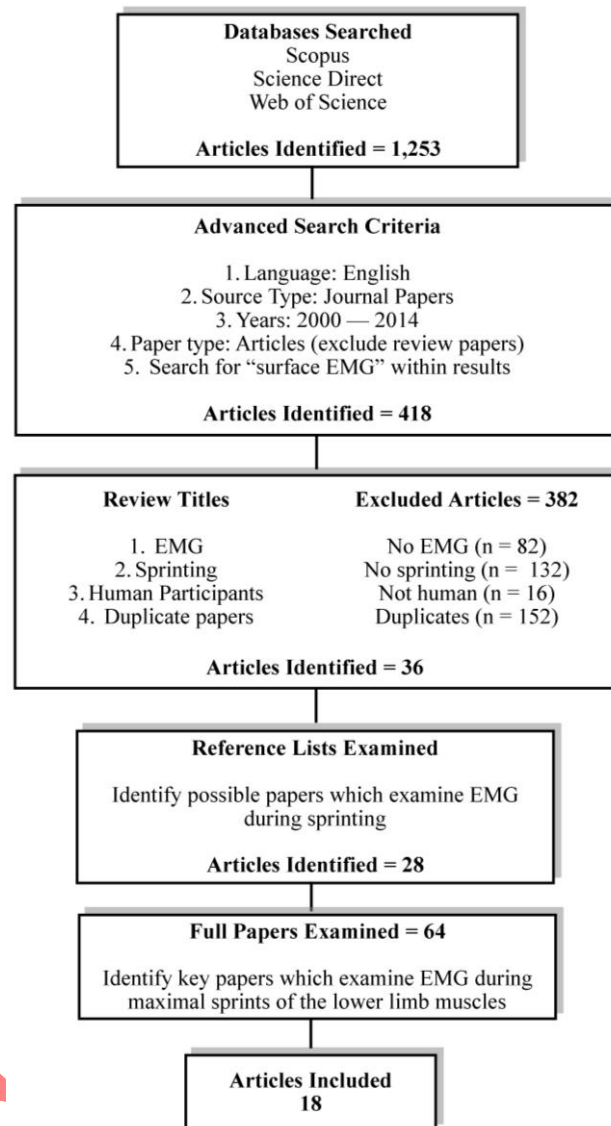 Databases Searched
Scopus
Science Direct
Web of Science
Articles Identified = 1,253
Advanced Search Criteria
1. Language: English
2. Source Type: Journal Papers
3. Years: 2000 — 2014
4. Paper type: Articles (exclude review papers)
5. Search for “surface EMG” within results
Articles Identified = 418
Review Titles
1. EMG
2. Sprinting
3. Human Participants
4. Duplicate papers
Excluded Articles = 382
No EMG (n = 82)
No sprinting (n = 132)
Not human (n = 16)
Duplicates (n = 152)
Articles Identified = 36
Reference Lists Examined
Identify possible papers which examine EMG
during sprinting
Articles Identified = 28
Full Papers Examined = 64
Identify key papers which examine EMG during
maximal sprints of the lower limb muscles
Articles Included
18